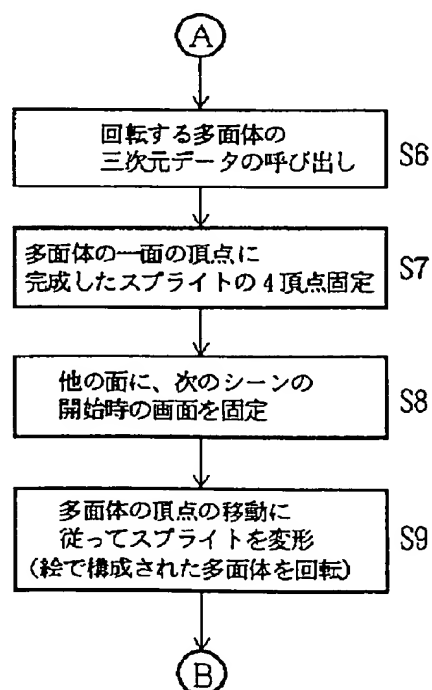 A
回転する多面体の
三次元データの呼び出し
S6
多面体の一面の頂点に
完成したスプライトの4頂点固定
S7
他の面に、次のシーンの
開始時の画面を固定
S8
多面体の頂点の移動に
従ってスプライトを変形
(絵で構成された多面体を回転)
S9
B